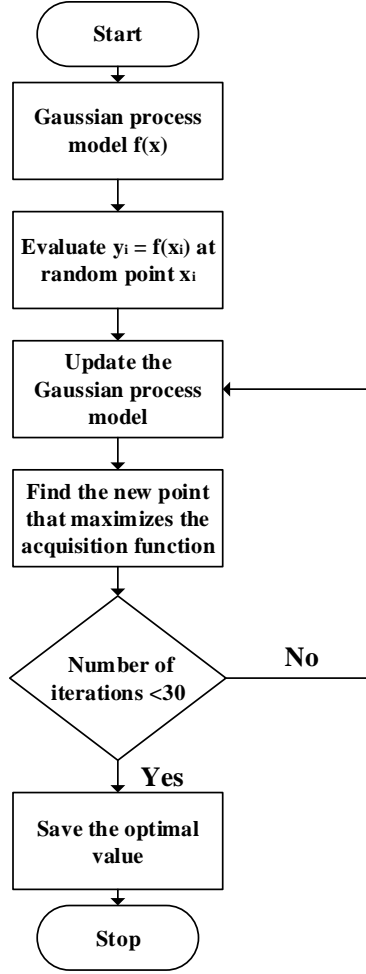 Start
Gaussian process
model f(x)
Evaluate yᵢ = f(xᵢ) at
random point xᵢ
Update the
Gaussian process
model
Find the new point
that maximizes the
acquisition function
Number of
iterations <30
No
Yes
Save the optimal
value
Stop